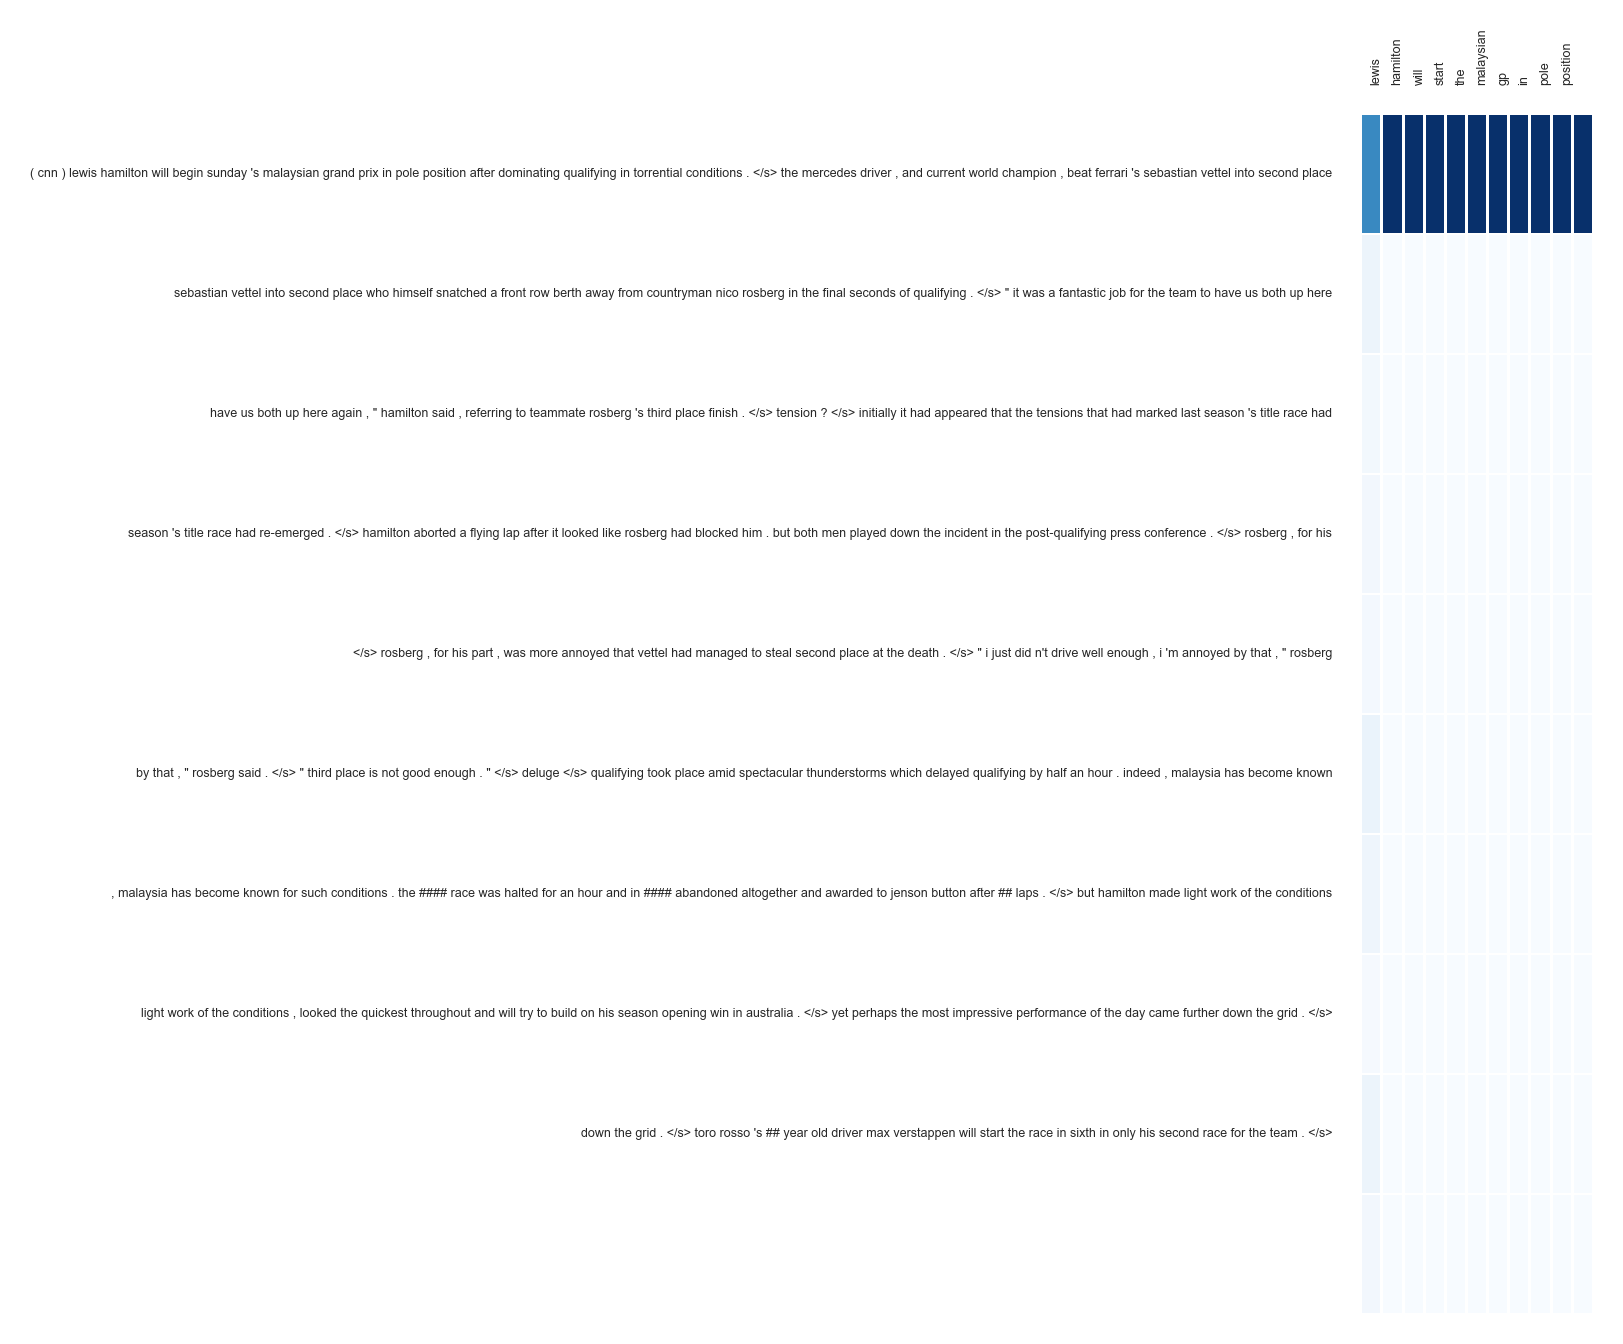 lewis
hamilton
will
start
the
malaysian
gp
in
pole
position
( cnn ) lewis hamilton will begin sunday 's malaysian grand prix in pole position after dominating qualifying in torrential conditions . </s> the mercedes driver , and current world champion , beat ferrari 's sebastian vettel into second place
sebastian vettel into second place who himself snatched a front row berth away from countryman nico rosberg in the final seconds of qualifying . </s> " it was a fantastic job for the team to have us both up here
have us both up here again , " hamilton said , referring to teammate rosberg 's third place finish . </s> tension ? </s> initially it had appeared that the tensions that had marked last season 's title race had
season 's title race had re-emerged . </s> hamilton aborted a flying lap after it looked like rosberg had blocked him . but both men played down the incident in the post-qualifying press conference . </s> rosberg , for his
</s> rosberg , for his part , was more annoyed that vettel had managed to steal second place at the death . </s> " i just did n't drive well enough , i 'm annoyed by that , " rosberg
by that , " rosberg said . </s> " third place is not good enough . " </s> deluge </s> qualifying took place amid spectacular thunderstorms which delayed qualifying by half an hour . indeed , malaysia has become known
, malaysia has become known for such conditions . the #### race was halted for an hour and in #### abandoned altogether and awarded to jenson button after ## laps . </s> but hamilton made light work of the conditions
light work of the conditions , looked the quickest throughout and will try to build on his season opening win in australia . </s> yet perhaps the most impressive performance of the day came further down the grid . </s>
down the grid . </s> toro rosso 's ## year old driver max verstappen will start the race in sixth in only his second race for the team . </s>